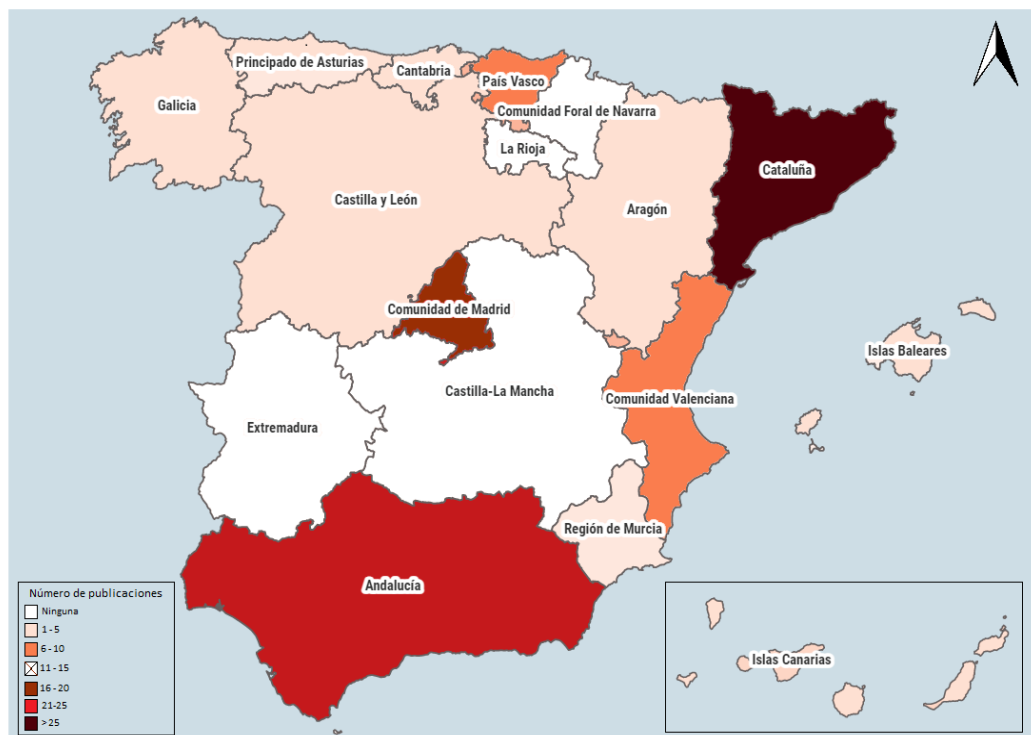 Principado de Asturias
Cantabria
País Vasco
Galicia
Comunidad Foral de Navarra
La Rioja
Cataluña
Castilla y León
Aragón
Comunidad de Madrid
Islas Baleares
Castilla-La Mancha
Comunidad Valenciana
Extremadura
Región de Murcia
Andalucía
Número de publicaciones
Ninguna
1 - 5
6 - 10
11 - 15
16 - 20
21-25
>25
Islas Canarias